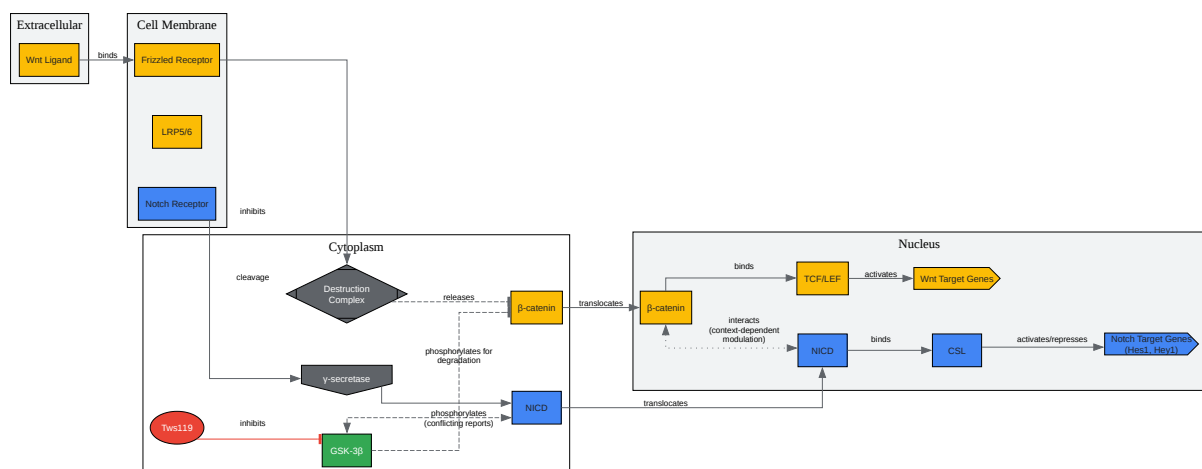 Extracellular
Wnt Ligand
binds
Cell Membrane
Frizzled Receptor
LRP5/6
Notch Receptor
inhibits
cleavage
Cytoplasm
Destruction
Complex
releases
β-catenin
translocates
phosphorylates for
degradation
γ-secretase
NICD
translocates
phosphorylates
(conflicting reports)
Tws119
inhibits
GSK-3β
Nucleus
β-catenin
binds
TCF/LEF
activates
Wnt Target Genes
interacts
(context-dependent
modulation)
NICD
binds
CSL
activates/represses
Notch Target Genes
(Hes1, Hey1)